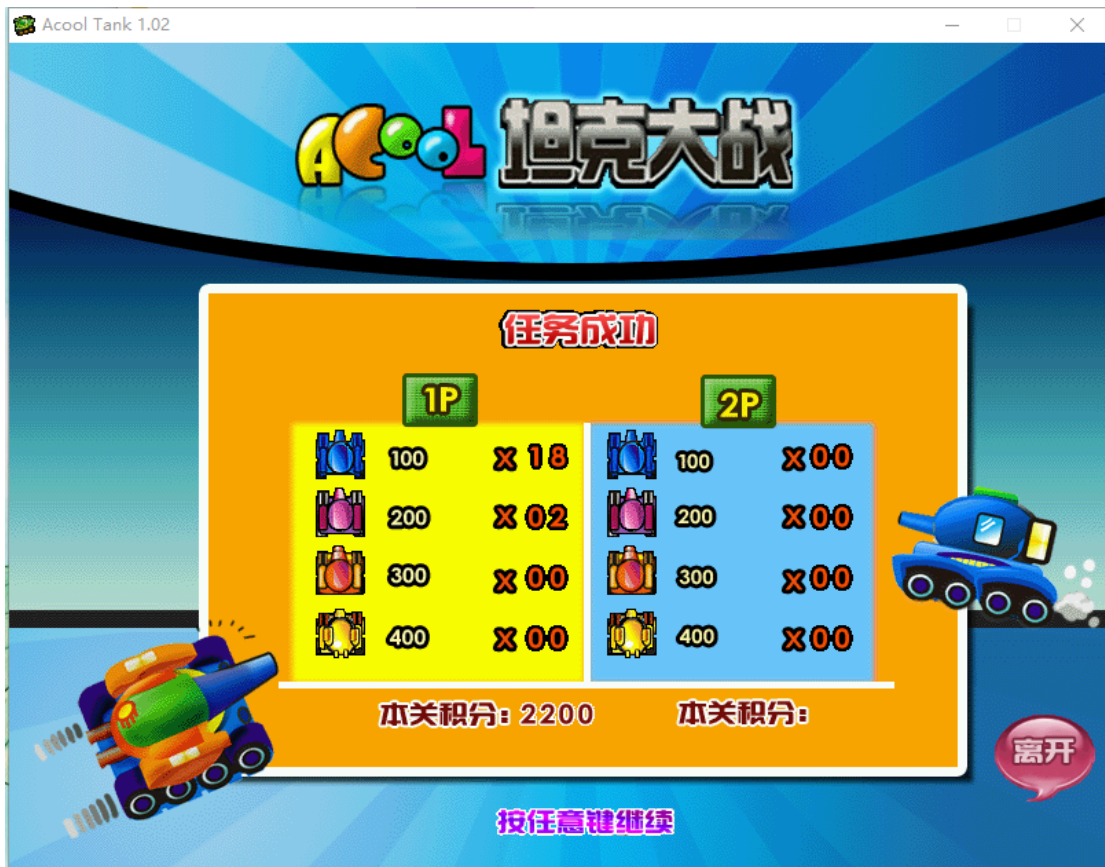 Acool Tank 1.02
ACOOL 坦克大战
任务成功
1P 2P
100 x 18 100 x 00
200 x 02 200 x 00
300 x 00 300 x 00
400 x 00 400 x 00
本关积分: 2200 本关积分:
离开
按任意键继续